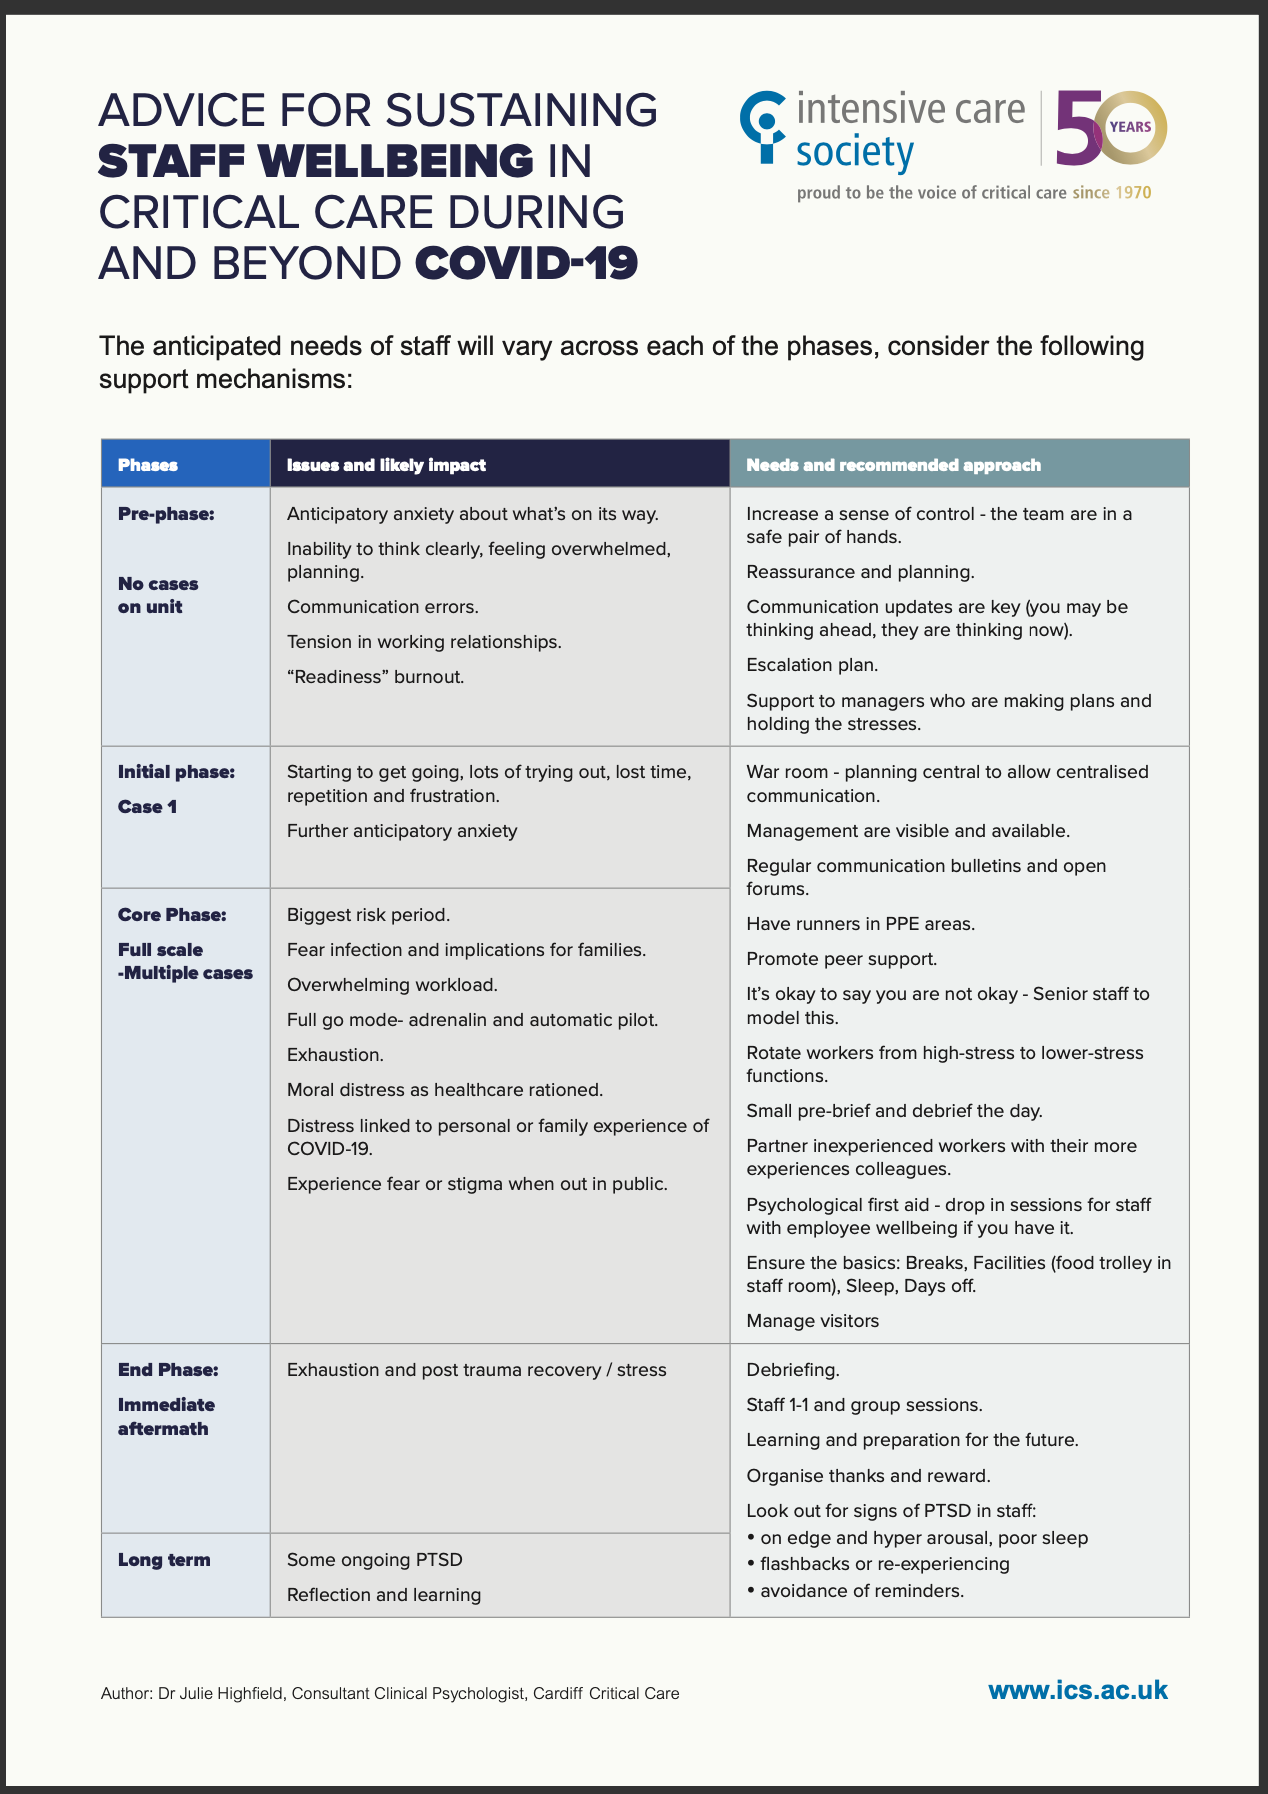 ADVICE FOR SUSTAINING
STAFF WELLBEING IN
CRITICAL CARE DURING
AND BEYOND COVID-19
intensive care
society
50
YEARS
proud to be the voice of critical care since 1970
The anticipated needs of staff will vary across each of the phases, consider the following
support mechanisms:
Phases
Issues and likely impact
Needs and recommended approach
Pre-phase:
No cases
on unit
Anticipatory anxiety about what’s on its way.
Inability to think clearly, feeling overwhelmed,
planning.
Communication errors.
Tension in working relationships.
“Readiness” burnout.
Increase a sense of control - the team are in a
safe pair of hands.
Reassurance and planning.
Communication updates are key (you may be
thinking ahead, they are thinking now).
Escalation plan.
Support to managers who are making plans and
holding the stresses.
Initial phase:
Case 1
Starting to get going, lots of trying out, lost time,
repetition and frustration.
Further anticipatory anxiety
War room - planning central to allow centralised
communication.
Management are visible and available.
Regular communication bulletins and open
forums.
Have runners in PPE areas.
Promote peer support.
It’s okay to say you are not okay - Senior staff to
model this.
Rotate workers from high-stress to lower-stress
functions.
Small pre-brief and debrief the day.
Partner inexperienced workers with their more
experiences colleagues.
Psychological first aid - drop in sessions for staff
with employee wellbeing if you have it.
Ensure the basics: Breaks, Facilities (food trolley in
staff room), Sleep, Days off.
Manage visitors
Core Phase:
Full scale
-Multiple cases
Biggest risk period.
Fear infection and implications for families.
Overwhelming workload.
Full go mode- adrenalin and automatic pilot.
Exhaustion.
Moral distress as healthcare rationed.
Distress linked to personal or family experience of
COVID-19.
Experience fear or stigma when out in public.
End Phase:
Immediate
aftermath
Exhaustion and post trauma recovery / stress
Debriefing.
Staff 1-1 and group sessions.
Learning and preparation for the future.
Organise thanks and reward.
Look out for signs of PTSD in staff:
• on edge and hyper arousal, poor sleep
• flashbacks or re-experiencing
• avoidance of reminders.
Long term
Some ongoing PTSD
Reflection and learning
Author: Dr Julie Highfield, Consultant Clinical Psychologist, Cardiff Critical Care
www.ics.ac.uk